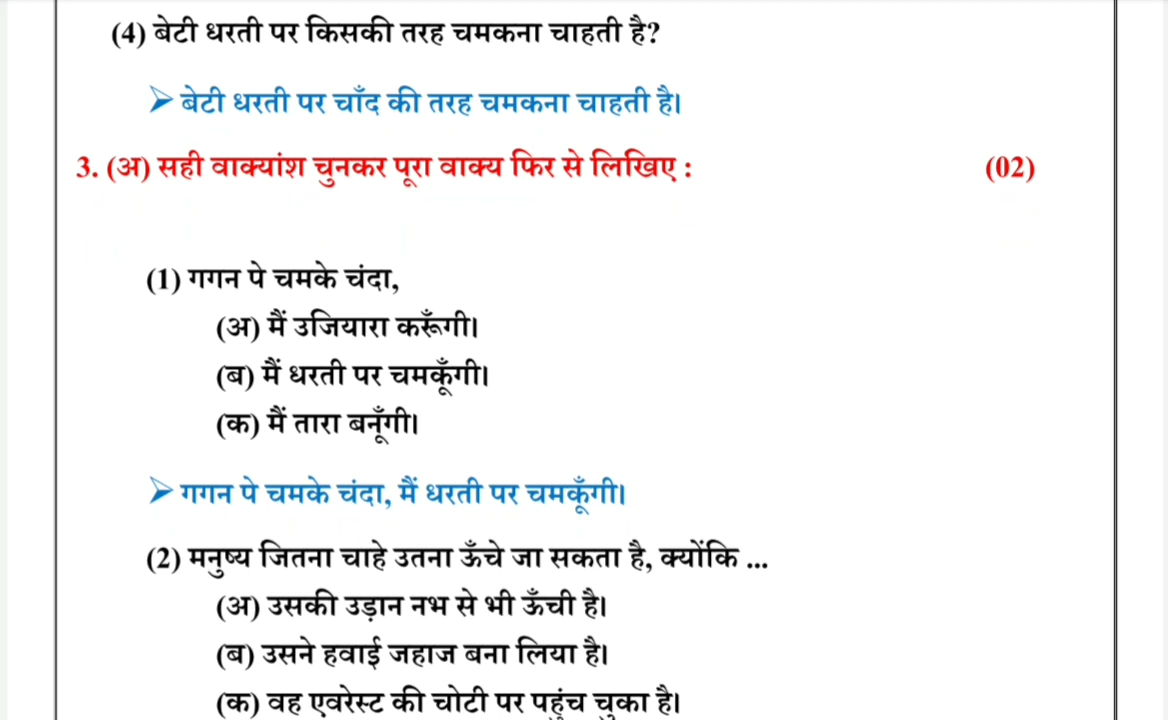 (4) बेटी धरती पर किसकी तरह चमकना चाहती है?
➢ बेटी धरती पर चाँद की तरह चमकना चाहती है।
3. (अ) सही वाक्यांश चुनकर पूरा वाक्य फिर से लिखिए : (02)
(1) गगन पे चमके चंदा,
(अ) मैं उजियारा करूँगी।
(ब) मैं धरती पर चमकूँगी।
(क) मैं तारा बनूँगी।
➢ गगन पे चमके चंदा, मैं धरती पर चमकूँगी।
(2) मनुष्य जितना चाहे उतना ऊँचे जा सकता है, क्योंकि ...
(अ) उसकी उड़ान नभ से भी ऊँची है।
(ब) उसने हवाई जहाज बना लिया है।
(क) वह एवरेस्ट की चोटी पर पहुंच चुका है।